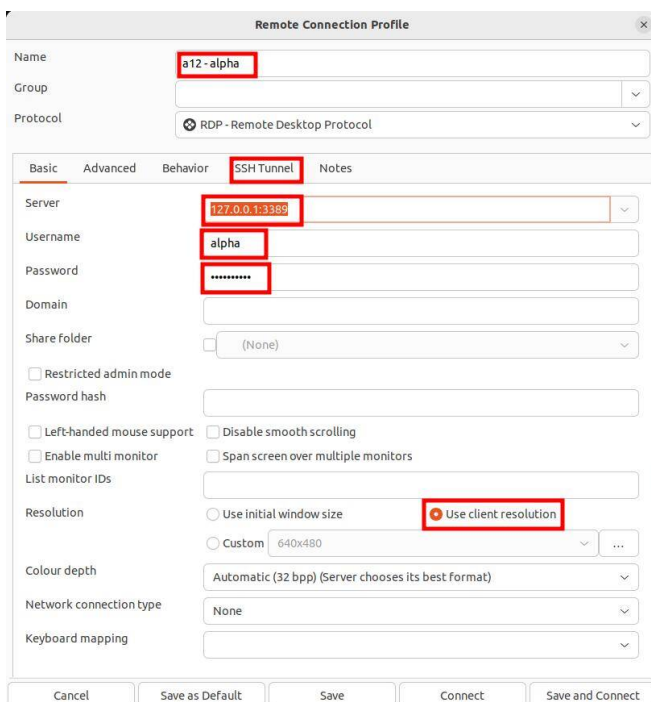 Remote Connection Profile
Name
a12 - alpha
Group
Protocol
RDP - Remote Desktop Protocol
Basic Advanced Behavior SSH Tunnel Notes
Server
127.0.0.1:3389
Username
alpha
Password
••••••••••
Domain
Share folder
(None)
Restricted admin mode
Password hash
Left-handed mouse support Disable smooth scrolling
Enable multi monitor Span screen over multiple monitors
List monitor IDs
Resolution
Use initial window size Use client resolution
Custom 640x480 ...
Colour depth
Automatic (32 bpp) (Server chooses its best format)
Network connection type
None
Keyboard mapping
Cancel Save as Default Save Connect Save and Connect